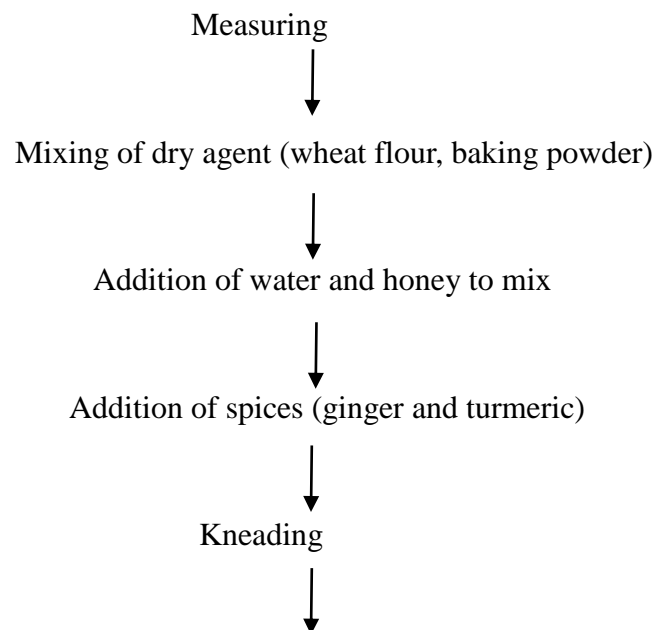 Measuring
Mixing of dry agent (wheat flour, baking powder)
Addition of water and honey to mix
Addition of spices (ginger and turmeric)
Kneading